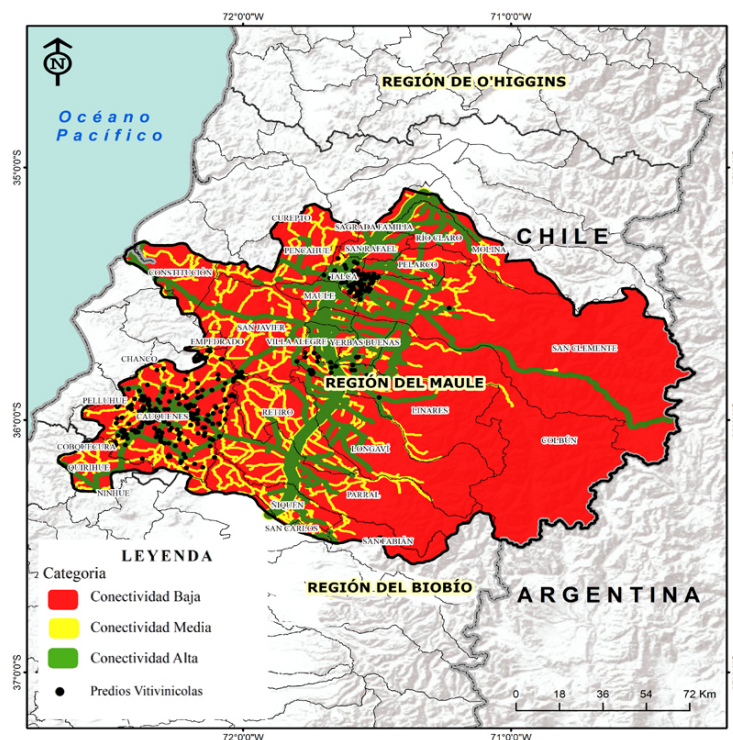 72°0'0"W
71°0'0"W
N
REGIÓN DE O'HIGGINS
Océano
Pacífico
35°0'0"S
CUREPTO
SAGRADA FAMILIA
RÍO CLARO
CHILE
PENCAHUE
SAN RAFAEL
MOLINA
CONSTITUCIÓN
TALCA
PELARCO
MAULE
SAN JAVIER
EMPEDRADO
VILLA ALEGRE
YERBAS BUENAS
SAN CLEMENTE
CHANCO
REGIÓN DEL MAULE
PELLUHUE
CAUQUENES
RETIRO
LINARES
36°0'0"S
COLBÚN
COBQUECURA
LONGAVÍ
QUIRIHUE
NINHUE
PARRAL
ÑIQUÉN
SAN CARLOS
SAN FABIÁN
LEYENDA
Categoria
Conectividad Baja
Conectividad Media
Conectividad Alta
Predios Vitivinicolas
REGIÓN DEL BIOBÍO
ARGENTINA
37°0'0"S
0 18 36 54 72 Km
72°0'0"W
71°0'0"W